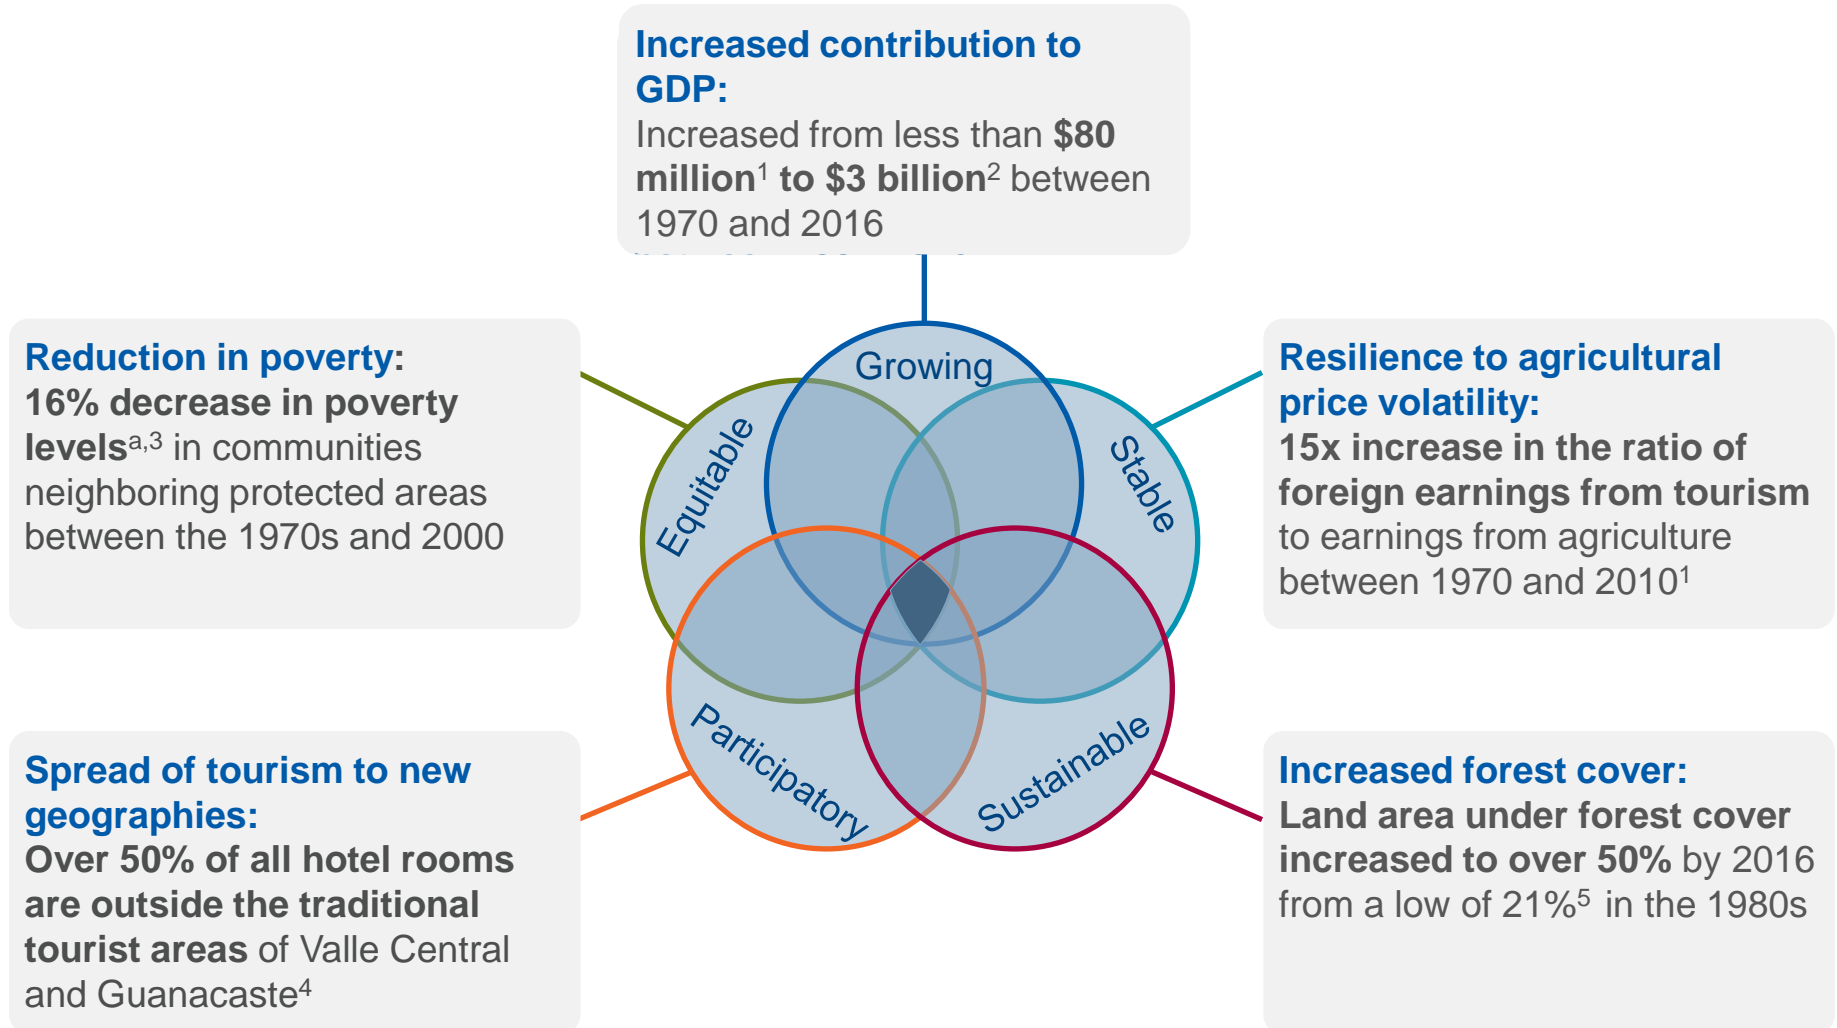 Increased contribution to
GDP:
Increased from less than $80
million¹ to $3 billion² between
1970 and 2016
Reduction in poverty:
16% decrease in poverty
levelsᵃ,³ in communities
neighboring protected areas
between the 1970s and 2000
Growing
Equitable
Stable
Participatory
Sustainable
Resilience to agricultural
price volatility:
15x increase in the ratio of
foreign earnings from tourism
to earnings from agriculture
between 1970 and 2010¹
Spread of tourism to new
geographies:
Over 50% of all hotel rooms
are outside the traditional
tourist areas of Valle Central
and Guanacaste⁴
Increased forest cover:
Land area under forest cover
increased to over 50% by 2016
from a low of 21%⁵ in the 1980s